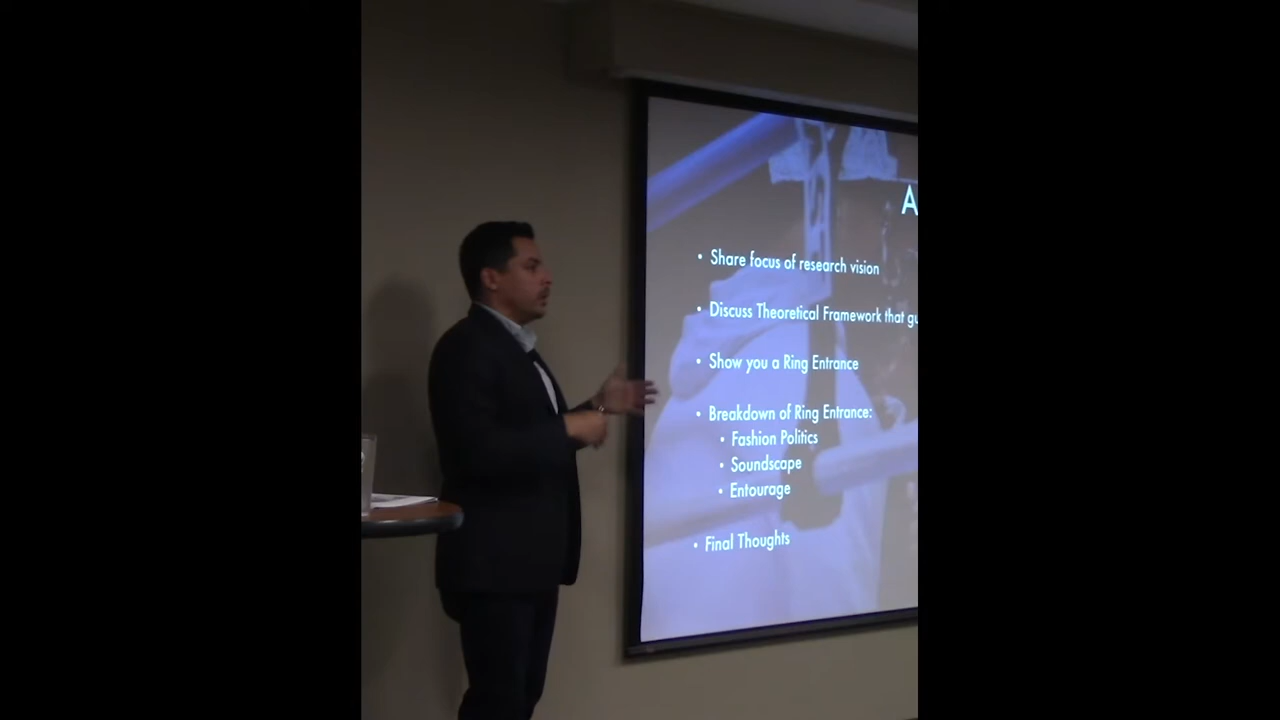 A
• Share focus of research vision
• Discuss Theoretical Framework that gu
• Show you a Ring Entrance
• Breakdown of Ring Entrance:
• Fashion Politics
• Soundscape
• Entourage
• Final Thoughts